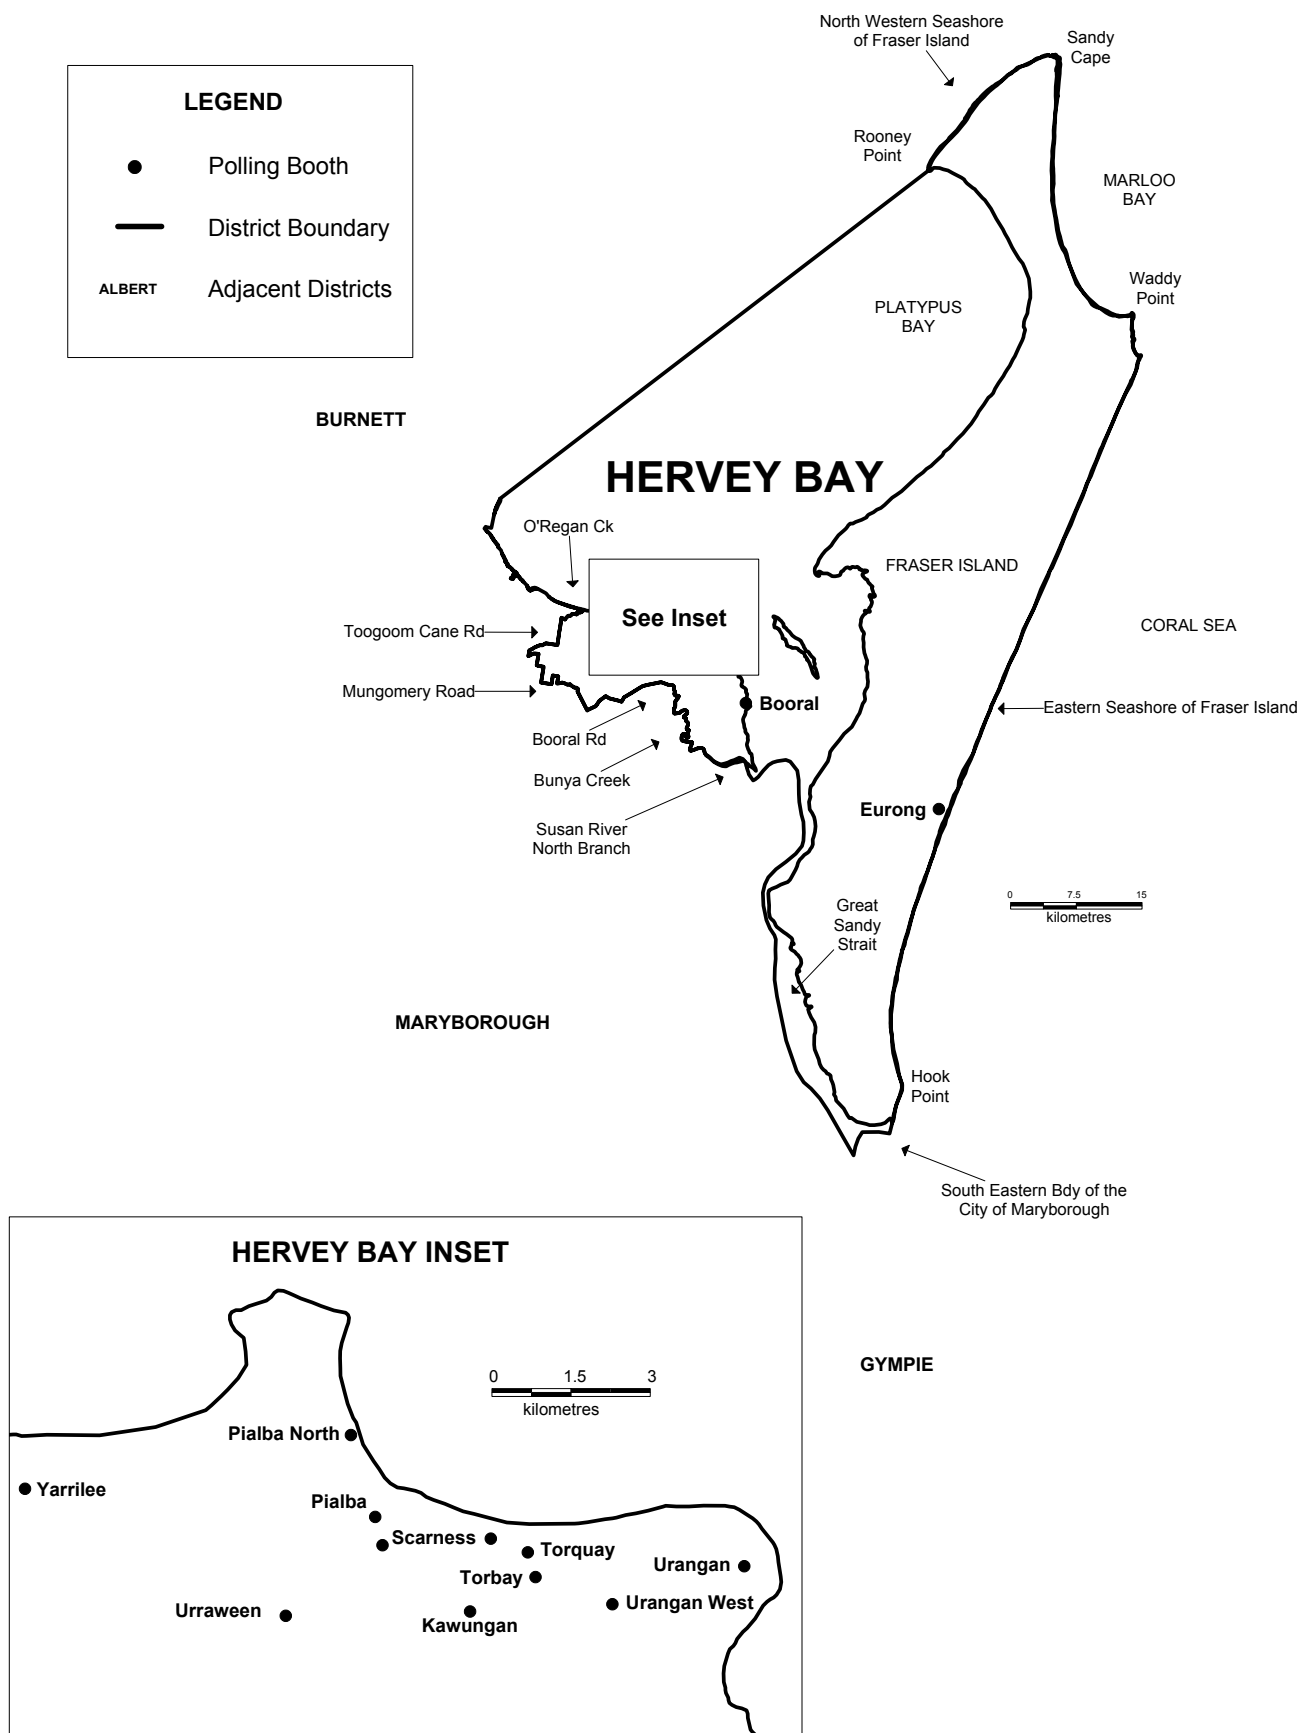 North Western Seashore
of Fraser Island
Sandy
Cape
LEGEND
Polling Booth
District Boundary
ALBERT
Adjacent Districts
Rooney
Point
MARLOO
BAY
Waddy
Point
PLATYPUS
BAY
BURNETT
HERVEY BAY
O'Regan Ck
FRASER ISLAND
See Inset
Toogoom Cane Rd
CORAL SEA
Mungomery Road
Booral
Eastern Seashore of Fraser Island
Booral Rd
Bunya Creek
Eurong
Susan River
North Branch
0 7.5 15
kilometres
Great
Sandy
Strait
MARYBOROUGH
Hook
Point
South Eastern Bdy of the
City of Maryborough
HERVEY BAY INSET
GYMPIE
0 1.5 3
kilometres
Pialba North
Yarrilee
Pialba
Scarness
Torquay
Urangan
Torbay
Urangan West
Urraween
Kawungan